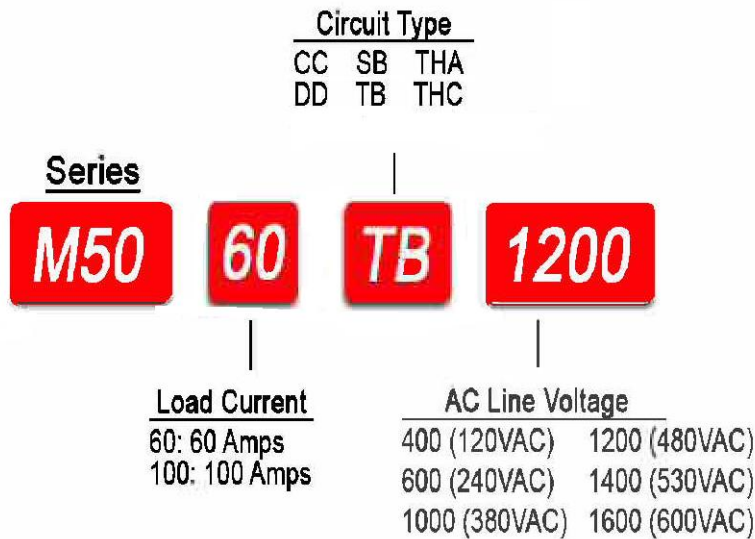 Circuit Type
CC SB THA
DD TB THC
Series
M50 60 TB 1200
Load Current
60: 60 Amps
100: 100 Amps
AC Line Voltage
400 (120VAC) 1200 (480VAC)
600 (240VAC) 1400 (530VAC)
1000 (380VAC) 1600 (600VAC)